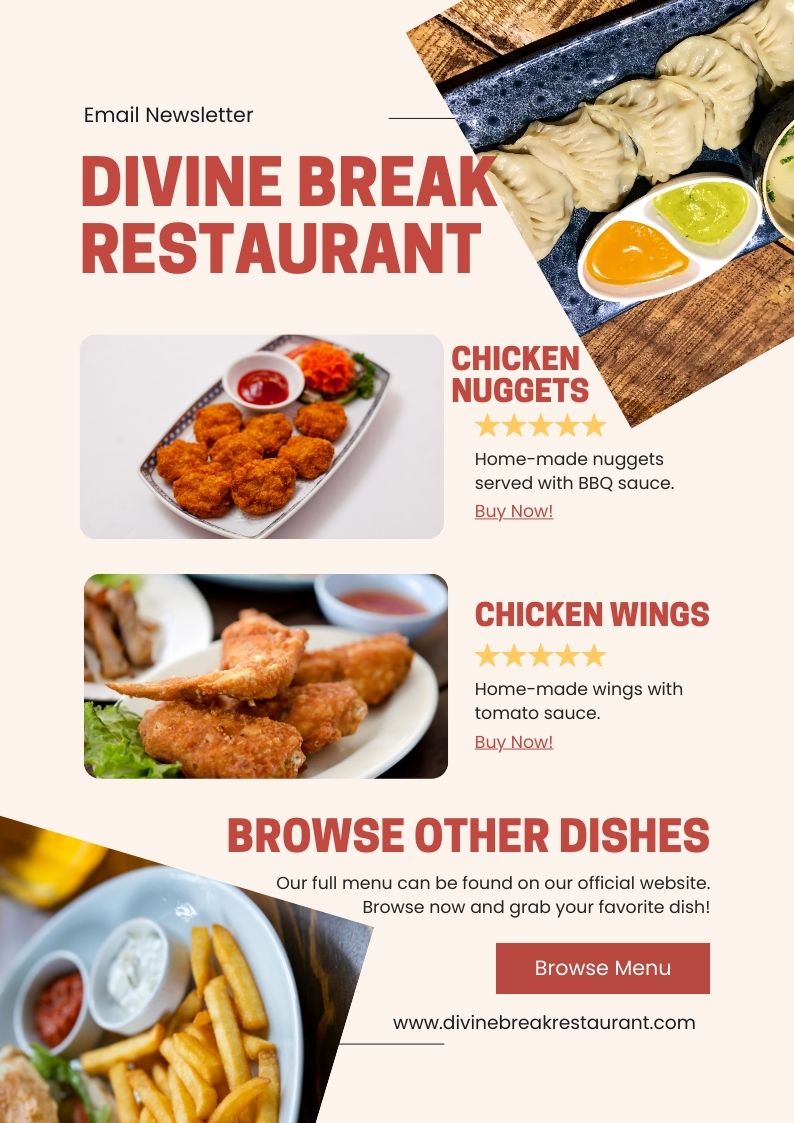 Email Newsletter
DIVINE BREAK
RESTAURANT
CHICKEN
NUGGETS
Home-made nuggets
served with BBQ sauce.
Buy Now!
CHICKEN WINGS
Home-made wings with
tomato sauce.
Buy Now!
BROWSE OTHER DISHES
Our full menu can be found on our official website.
Browse now and grab your favorite dish!
Browse Menu
www.divinebreakrestaurant.com